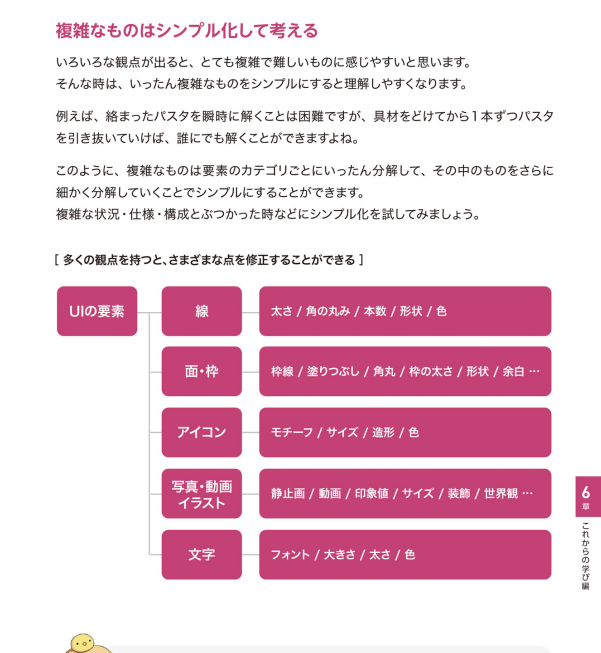 複雑なものはシンプル化して考える
いろいろな観点が出ると、とても複雑で難しいものに感じやすいと思います。
そんな時は、いったん複雑なものをシンプルにすると理解しやすくなります。
例えば、絡まったパスタを瞬時に解くことは困難ですが、具材をどけてから1本ずつパスタ
を引き抜いていけば、誰にでも解くことができますよね。
このように、複雑なものは要素のカテゴリごとにいったん分解して、その中のものをさらに
細かく分解していくことでシンプルにすることができます。
複雑な状況・仕様・構成とぶつかった時などにシンプル化を試してみましょう。
[ 多くの観点を持つと、さまざまな点を修正することができる ]
UIの要素
線
太さ / 角の丸み / 本数 / 形状 / 色
面・枠
枠線 / 塗りつぶし / 角丸 / 枠の太さ / 形状 / 余白 …
アイコン
モチーフ / サイズ / 造形 / 色
写真・動画
イラスト
静止画 / 動画 / 印象値 / サイズ / 装飾 / 世界観 …
文字
フォント / 大きさ / 太さ / 色
6
章
これからの学び編